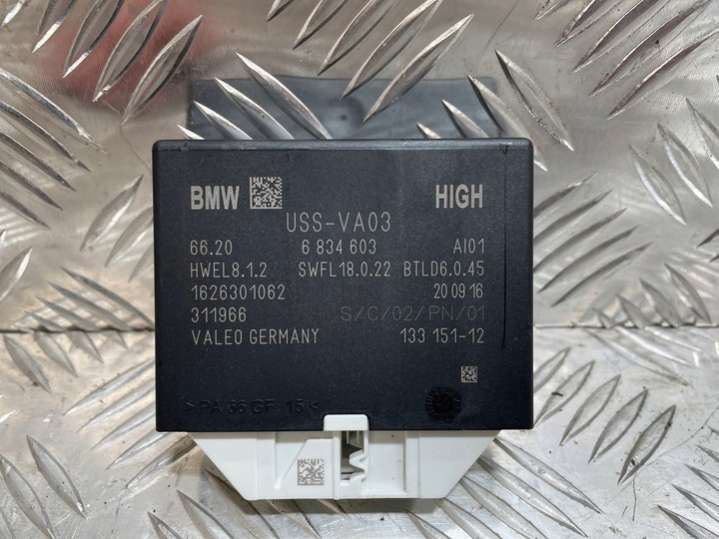 BMW HIGH
USS-VA03
66.20 6 834 603 AI01
HWEL8.1.2 SWFL18.0.22 BTLD6.0.45
1626301062 20 09 16
311966 S/C/02/PN/01
VALEO GERMANY 133 151-12
>PA 66 GF 15<